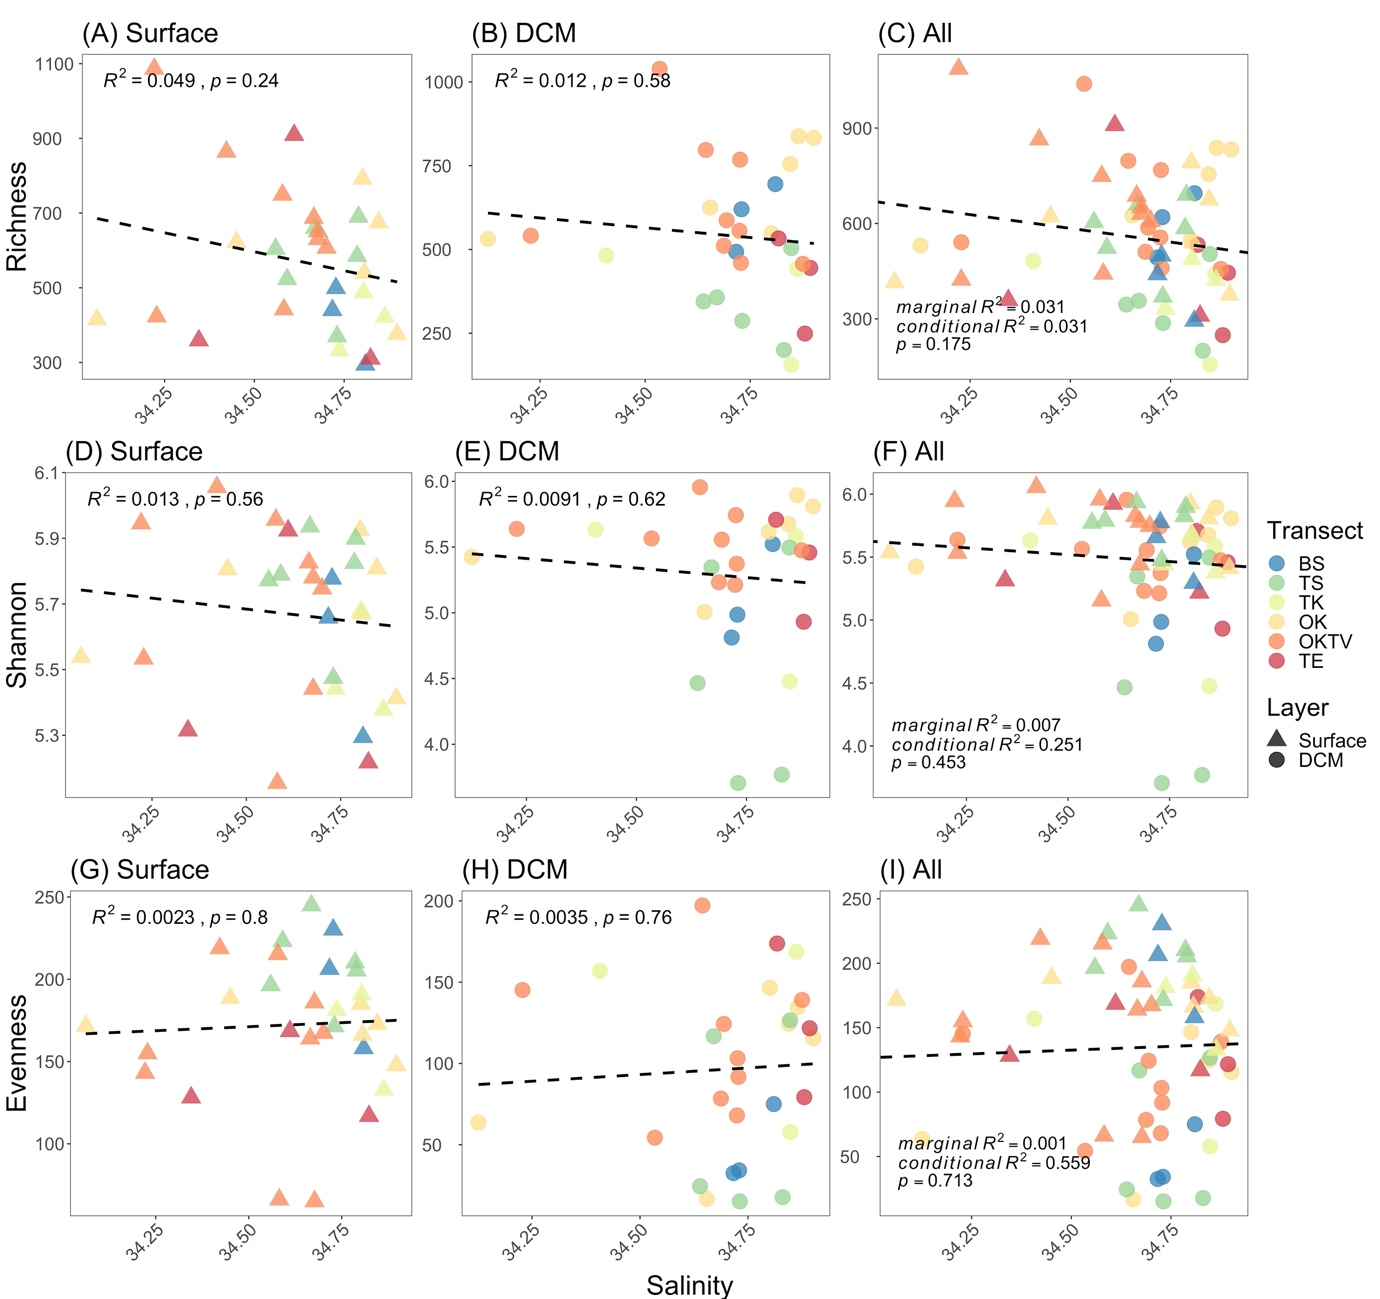 (A) Surface
(B) DCM
(C) All
R² = 0.049 , p = 0.24
R² = 0.012 , p = 0.58
marginal R² = 0.031
conditional R² = 0.031
p = 0.175
Richness
1100
900
700
500
300
34.25
34.50
34.75
1000
750
500
250
34.25
34.50
34.75
900
600
300
34.25
34.50
34.75
(D) Surface
(E) DCM
(F) All
R² = 0.013 , p = 0.56
R² = 0.0091 , p = 0.62
marginal R² = 0.007
conditional R² = 0.251
p = 0.453
Shannon
6.1
5.9
5.7
5.5
5.3
34.25
34.50
34.75
6.0
5.5
5.0
4.5
4.0
34.25
34.50
34.75
6.0
5.5
5.0
4.5
4.0
34.25
34.50
34.75
Transect
BS
TS
TK
OK
OKTV
TE
Layer
Surface
DCM
(G) Surface
(H) DCM
(I) All
R² = 0.0023 , p = 0.8
R² = 0.0035 , p = 0.76
marginal R² = 0.001
conditional R² = 0.559
p = 0.713
Evenness
250
200
150
100
34.25
34.50
34.75
200
150
100
50
34.25
34.50
34.75
250
200
150
100
50
34.25
34.50
34.75
Salinity